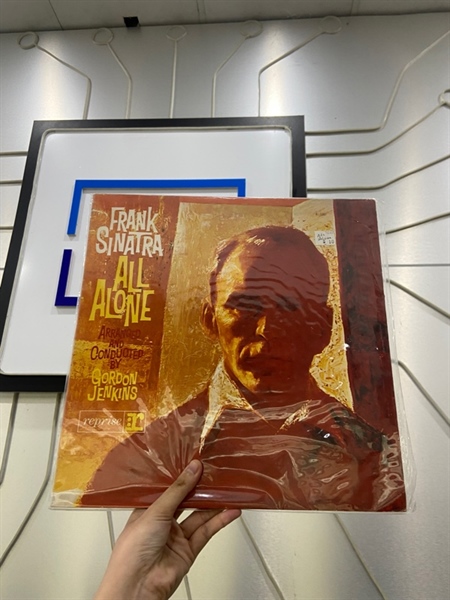 FRANK
SINATRA
ALL
ALONE
ARRANGED
AND
CONDUCTED
BY
GORDON
JENKINS
reprise